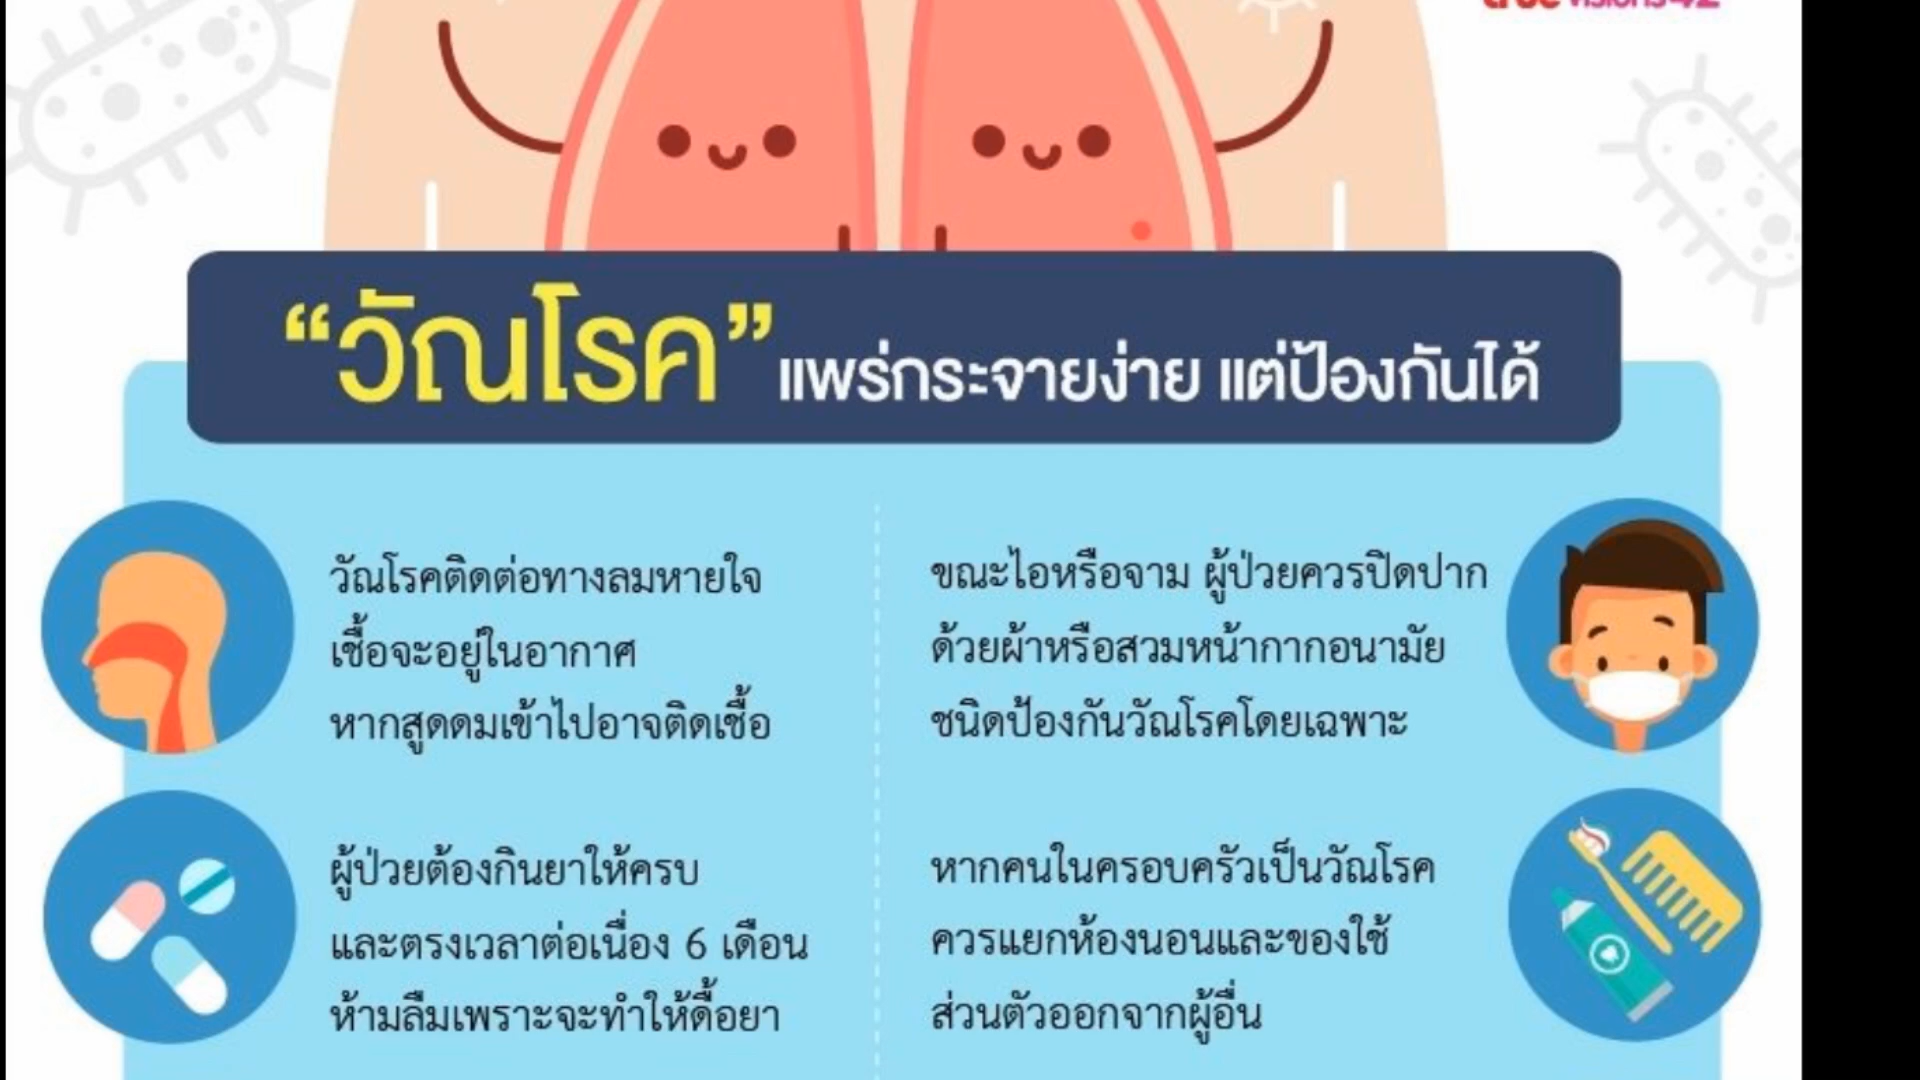 true visions 42
“วัณโรค” แพร่กระจายง่าย แต่ป้องกันได้
วัณโรคติดต่อทางลมหายใจ
เชื้อจะอยู่ในอากาศ
หากสูดดมเข้าไปอาจติดเชื้อ
ขณะไอหรือจาม ผู้ป่วยควรปิดปาก
ด้วยผ้าหรือสวมหน้ากากอนามัย
ชนิดป้องกันวัณโรคโดยเฉพาะ
ผู้ป่วยต้องกินยาให้ครบ
และตรงเวลาต่อเนื่อง 6 เดือน
ห้ามลืมเพราะจะทำให้ดื้อยา
หากคนในครอบครัวเป็นวัณโรค
ควรแยกห้องนอนและของใช้
ส่วนตัวออกจากผู้อื่น